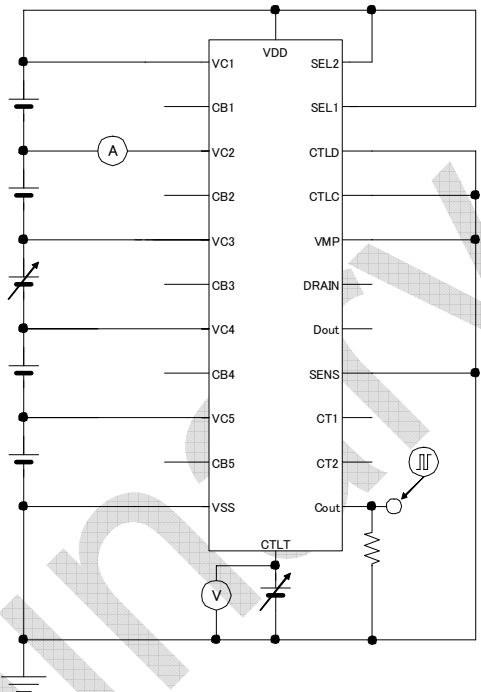 VDD
VC1
SEL2
CB1
SEL1
A
VC2
CTLD
CB2
CTLC
VC3
VMP
CB3
DRAIN
VC4
Dout
CB4
SENS
VC5
CT1
CB5
CT2
VSS
Cout
CTLT
V